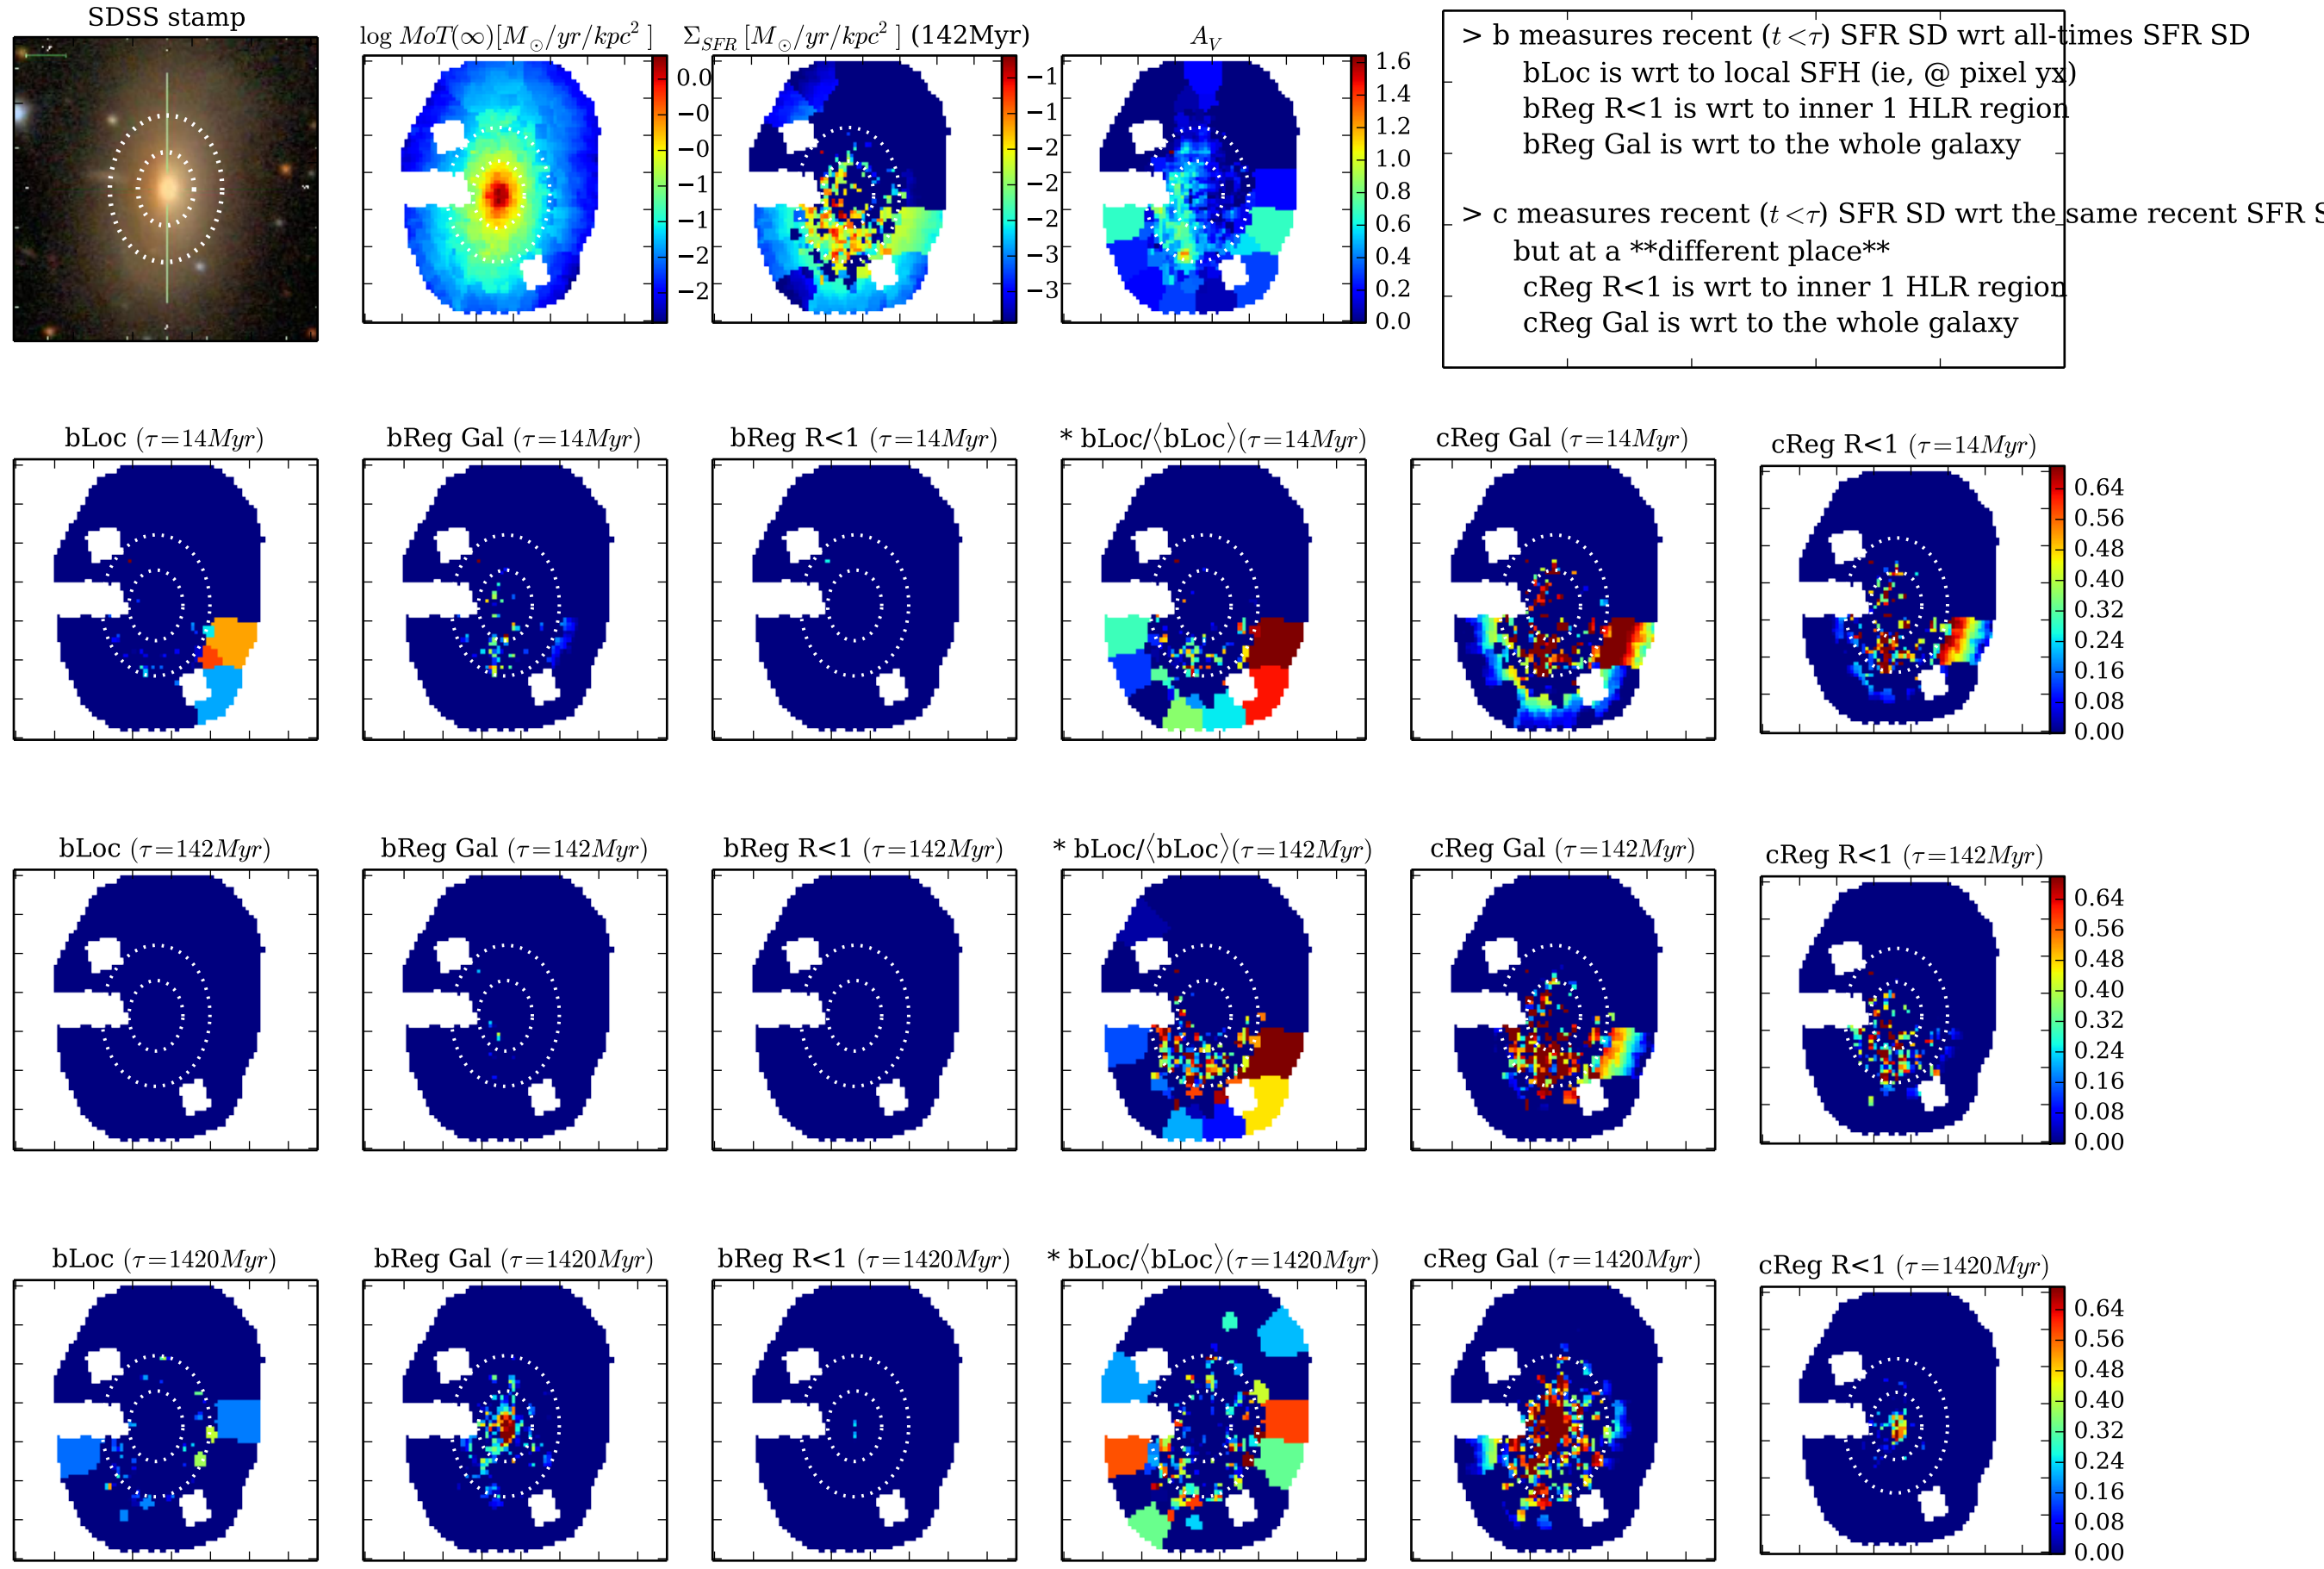 SDSS stamp
log MoT(∞)[M⊙/yr/kpc² ]
Σ_SFR [M⊙/yr/kpc² ] (142Myr)
A_V
0.0
−0
−0
−1
−1
−2
−2
−1
−1
−2
−2
−2
−3
−3
1.6
1.4
1.2
1.0
0.8
0.6
0.4
0.2
0.0
> b measures recent (t<τ) SFR SD wrt all-times SFR SD
bLoc is wrt to local SFH (ie, @ pixel yx)
bReg R<1 is wrt to inner 1 HLR region
bReg Gal is wrt to the whole galaxy
> c measures recent (t<τ) SFR SD wrt the same recent SFR S
but at a **different place**
cReg R<1 is wrt to inner 1 HLR region
cReg Gal is wrt to the whole galaxy
bLoc (τ=14Myr)
bReg Gal (τ=14Myr)
bReg R<1 (τ=14Myr)
* bLoc/⟨bLoc⟩(τ=14Myr)
cReg Gal (τ=14Myr)
cReg R<1 (τ=14Myr)
0.64
0.56
0.48
0.40
0.32
0.24
0.16
0.08
0.00
bLoc (τ=142Myr)
bReg Gal (τ=142Myr)
bReg R<1 (τ=142Myr)
* bLoc/⟨bLoc⟩(τ=142Myr)
cReg Gal (τ=142Myr)
cReg R<1 (τ=142Myr)
0.64
0.56
0.48
0.40
0.32
0.24
0.16
0.08
0.00
bLoc (τ=1420Myr)
bReg Gal (τ=1420Myr)
bReg R<1 (τ=1420Myr)
* bLoc/⟨bLoc⟩(τ=1420Myr)
cReg Gal (τ=1420Myr)
cReg R<1 (τ=1420Myr)
0.64
0.56
0.48
0.40
0.32
0.24
0.16
0.08
0.00